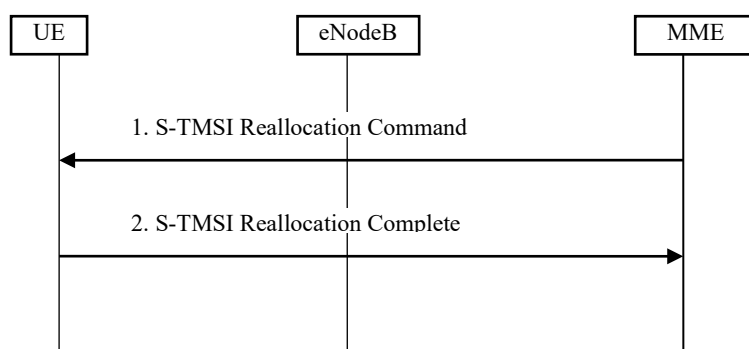 UE
eNodeB
MME
1. S-TMSI Reallocation Command
2. S-TMSI Reallocation Complete